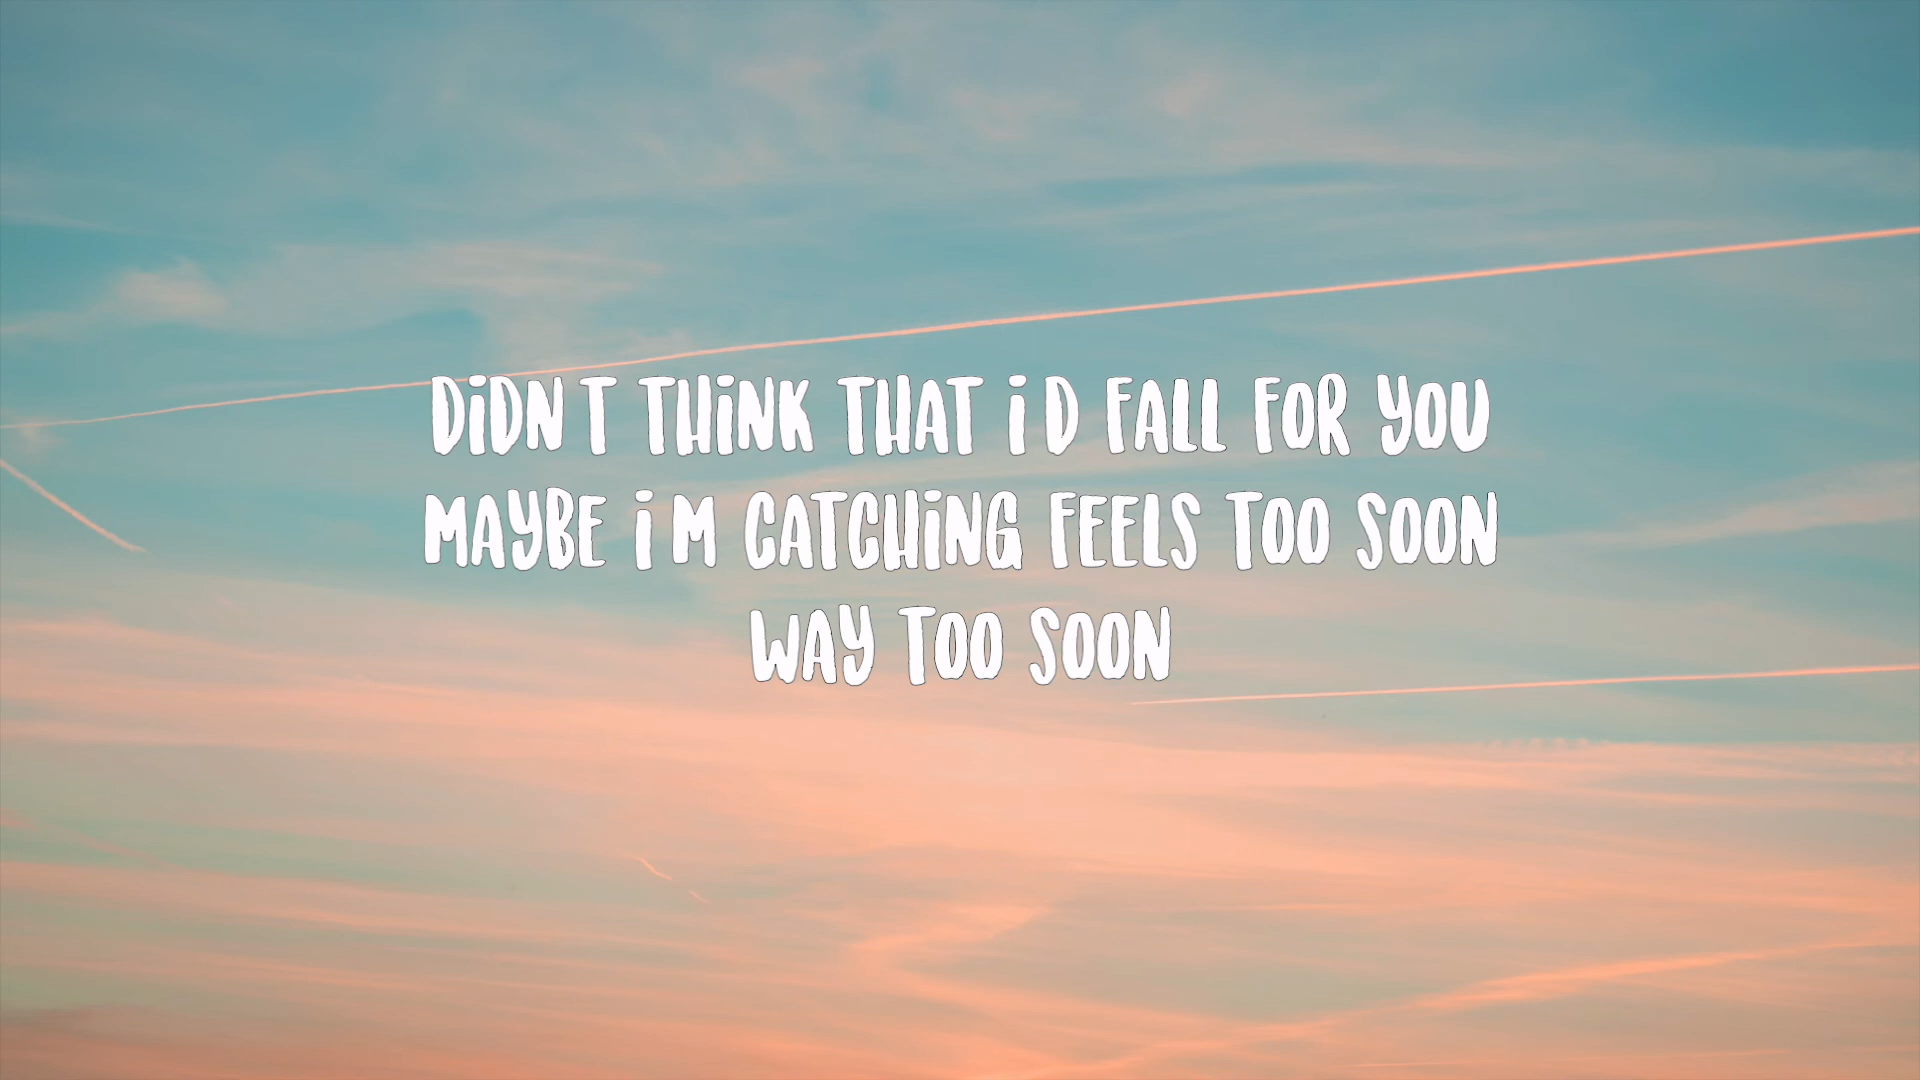 DiDN T THiNK THAT i D FALL FOR YOU
MAYBE i M CATCHiNG FEELS TOO SOON
WAY TOO SOON